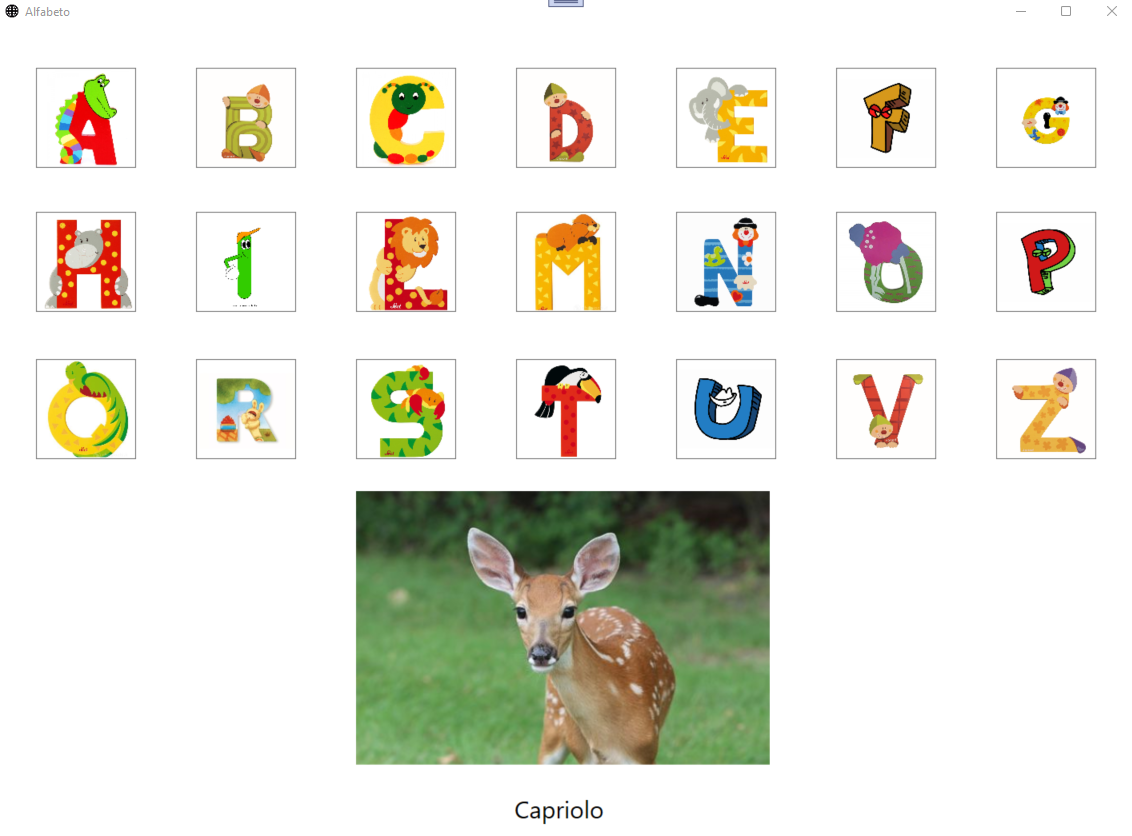 Alfabeto
A B C D E F G
H I L M N O P
Q R S T U V Z
Capriolo